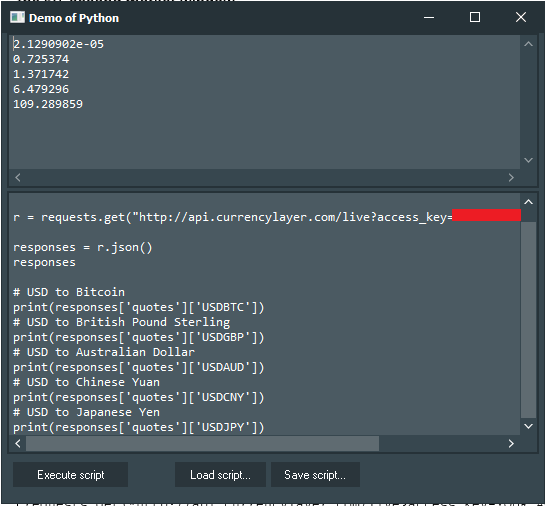 Demo of Python
2.1290902e-05
0.725374
1.371742
6.479296
109.289859
r = requests.get("http://api.currencylayer.com/live?access_key=
responses = r.json()
responses
# USD to Bitcoin
print(responses['quotes']['USDBTC'])
# USD to British Pound Sterling
print(responses['quotes']['USDGBP'])
# USD to Australian Dollar
print(responses['quotes']['USDAUD'])
# USD to Chinese Yuan
print(responses['quotes']['USDCNY'])
# USD to Japanese Yen
print(responses['quotes']['USDJPY'])
Execute script
Load script...
Save script...